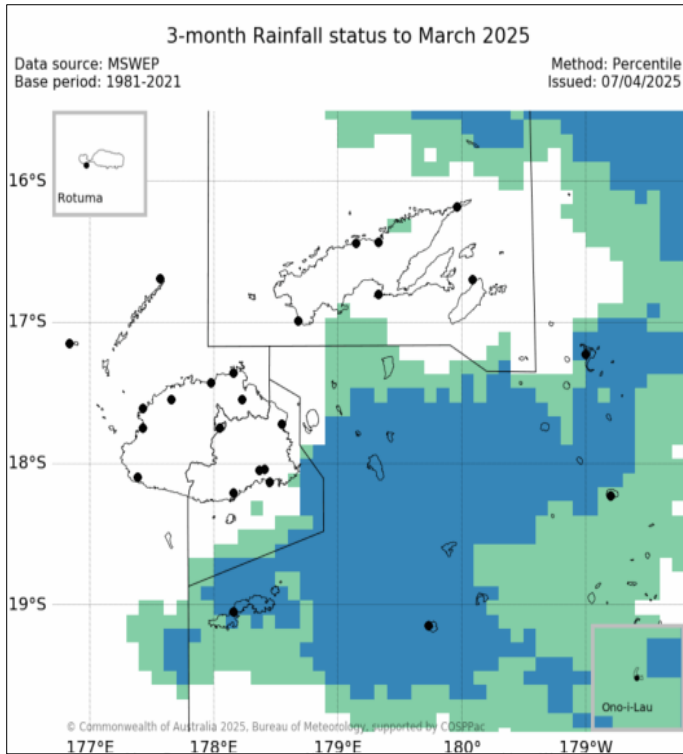 3-month Rainfall status to March 2025
Data source: MSWEP
Method: Percentile
Base period: 1981-2021
Issued: 07/04/2025
Rotuma
16°S
17°S
18°S
19°S
Ono-i-Lau
© Commonwealth of Australia 2025, Bureau of Meteorology, supported by COSPPac
177°E
178°E
179°E
180°
179°W